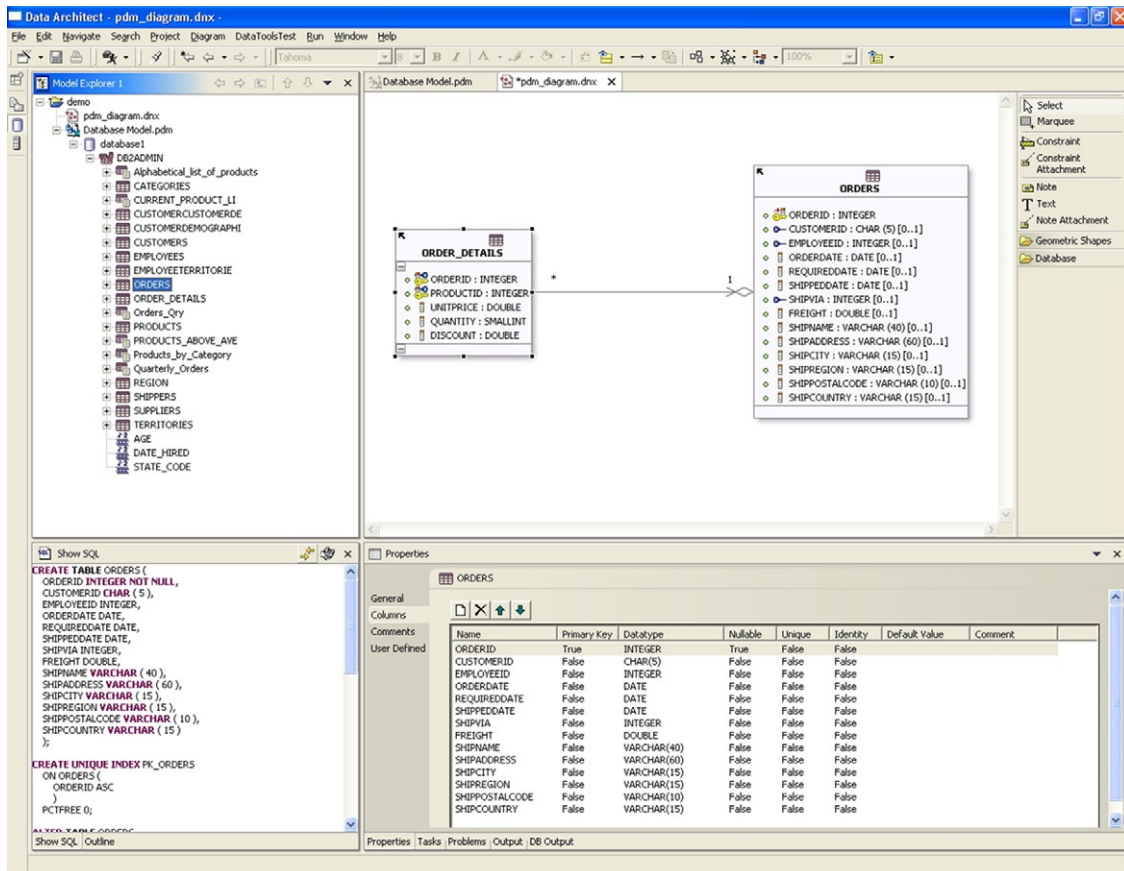 Data Architect - pdm_diagram.dnx -
File Edit Navigate Search Project Diagram DataToolsTest Run Window Help
Tahoma 8 B I A 100%
Model Explorer 1
demo
pdm_diagram.dnx
Database Model.pdm
database1
DB2ADMIN
Alphabetical_list_of_products
CATEGORIES
CURRENT_PRODUCT_LI
CUSTOMERCUSTOMERDE
CUSTOMERDEMOGRAPHI
CUSTOMERS
EMPLOYEES
EMPLOYEETERRITORIE
ORDERS
ORDER_DETAILS
Orders_Qry
PRODUCTS
PRODUCTS_ABOVE_AVE
Products_by_Category
Quarterly_Orders
REGION
SHIPPERS
SUPPLIERS
TERRITORIES
AGE
DATE_HIRED
STATE_CODE
Database Model.pdm *pdm_diagram.dnx X
ORDER_DETAILS
ORDERID : INTEGER
PRODUCTID : INTEGER
UNITPRICE : DOUBLE
QUANTITY : SMALLINT
DISCOUNT : DOUBLE
* 1
ORDERS
ORDERID : INTEGER
CUSTOMERID : CHAR (5) [0..1]
EMPLOYEEID : INTEGER [0..1]
ORDERDATE : DATE [0..1]
REQUIREDDATE : DATE [0..1]
SHIPPEDDATE : DATE [0..1]
SHIPVIA : INTEGER [0..1]
FREIGHT : DOUBLE [0..1]
SHIPNAME : VARCHAR (40) [0..1]
SHIPADDRESS : VARCHAR (60) [0..1]
SHIPCITY : VARCHAR (15) [0..1]
SHIPREGION : VARCHAR (15) [0..1]
SHIPPOSTALCODE : VARCHAR (10) [0..1]
SHIPCOUNTRY : VARCHAR (15) [0..1]
Select
Marquee
Constraint
Constraint
Attachment
Note
Text
Note Attachment
Geometric Shapes
Database
Show SQL
CREATE TABLE ORDERS (
ORDERID INTEGER NOT NULL,
CUSTOMERID CHAR ( 5 ),
EMPLOYEEID INTEGER,
ORDERDATE DATE,
REQUIREDDATE DATE,
SHIPPEDDATE DATE,
SHIPVIA INTEGER,
FREIGHT DOUBLE,
SHIPNAME VARCHAR ( 40 ),
SHIPADDRESS VARCHAR ( 60 ),
SHIPCITY VARCHAR ( 15 ),
SHIPREGION VARCHAR ( 15 ),
SHIPPOSTALCODE VARCHAR ( 10 ),
SHIPCOUNTRY VARCHAR ( 15 )
);
CREATE UNIQUE INDEX PK_ORDERS
ON ORDERS (
ORDERID ASC
)
PCTFREE 0;
ALTER TABLE ORDERS
Show SQL Outline
Properties
ORDERS
General
Columns
Comments
User Defined
Name Primary Key Datatype Nullable Unique Identity Default Value Comment
ORDERID True INTEGER True False False
CUSTOMERID False CHAR(5) False False False
EMPLOYEEID False INTEGER False False False
ORDERDATE False DATE False False False
REQUIREDDATE False DATE False False False
SHIPPEDDATE False DATE False False False
SHIPVIA False INTEGER False False False
FREIGHT False DOUBLE False False False
SHIPNAME False VARCHAR(40) False False False
SHIPADDRESS False VARCHAR(60) False False False
SHIPCITY False VARCHAR(15) False False False
SHIPREGION False VARCHAR(15) False False False
SHIPPOSTALCODE False VARCHAR(10) False False False
SHIPCOUNTRY False VARCHAR(15) False False False
Properties Tasks Problems Output DB Output